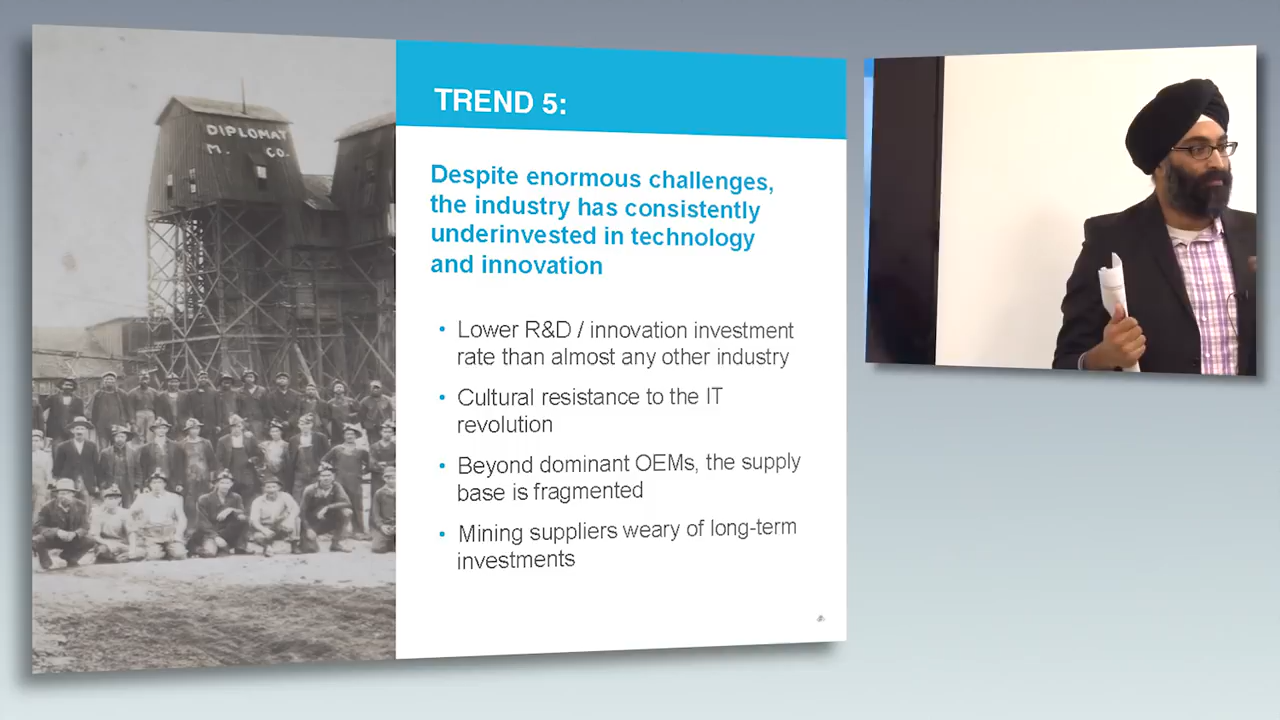 DIPLOMAT
M. CO.
TREND 5:
Despite enormous challenges,
the industry has consistently
underinvested in technology
and innovation
• Lower R&D / innovation investment
rate than almost any other industry
• Cultural resistance to the IT
revolution
• Beyond dominant OEMs, the supply
base is fragmented
• Mining suppliers weary of long-term
investments